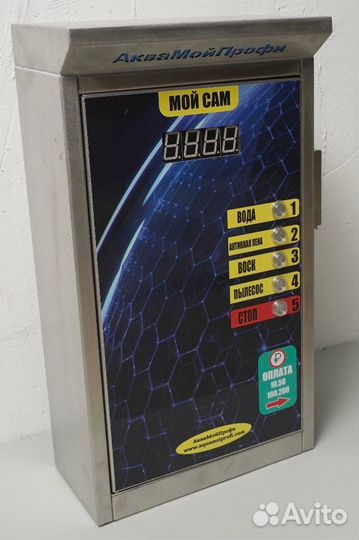 АкваМойПрофи
МОЙ САМ
8.8.8.8.
ВОДА 1
АКТИВНАЯ ПЕНА 2
ВОСК 3
ПЫЛЕСОС 4
СТОП 5
ОПЛАТА
10,50
100,200
АкваМойПрофи
www.aquamoiprofi.com
Avito